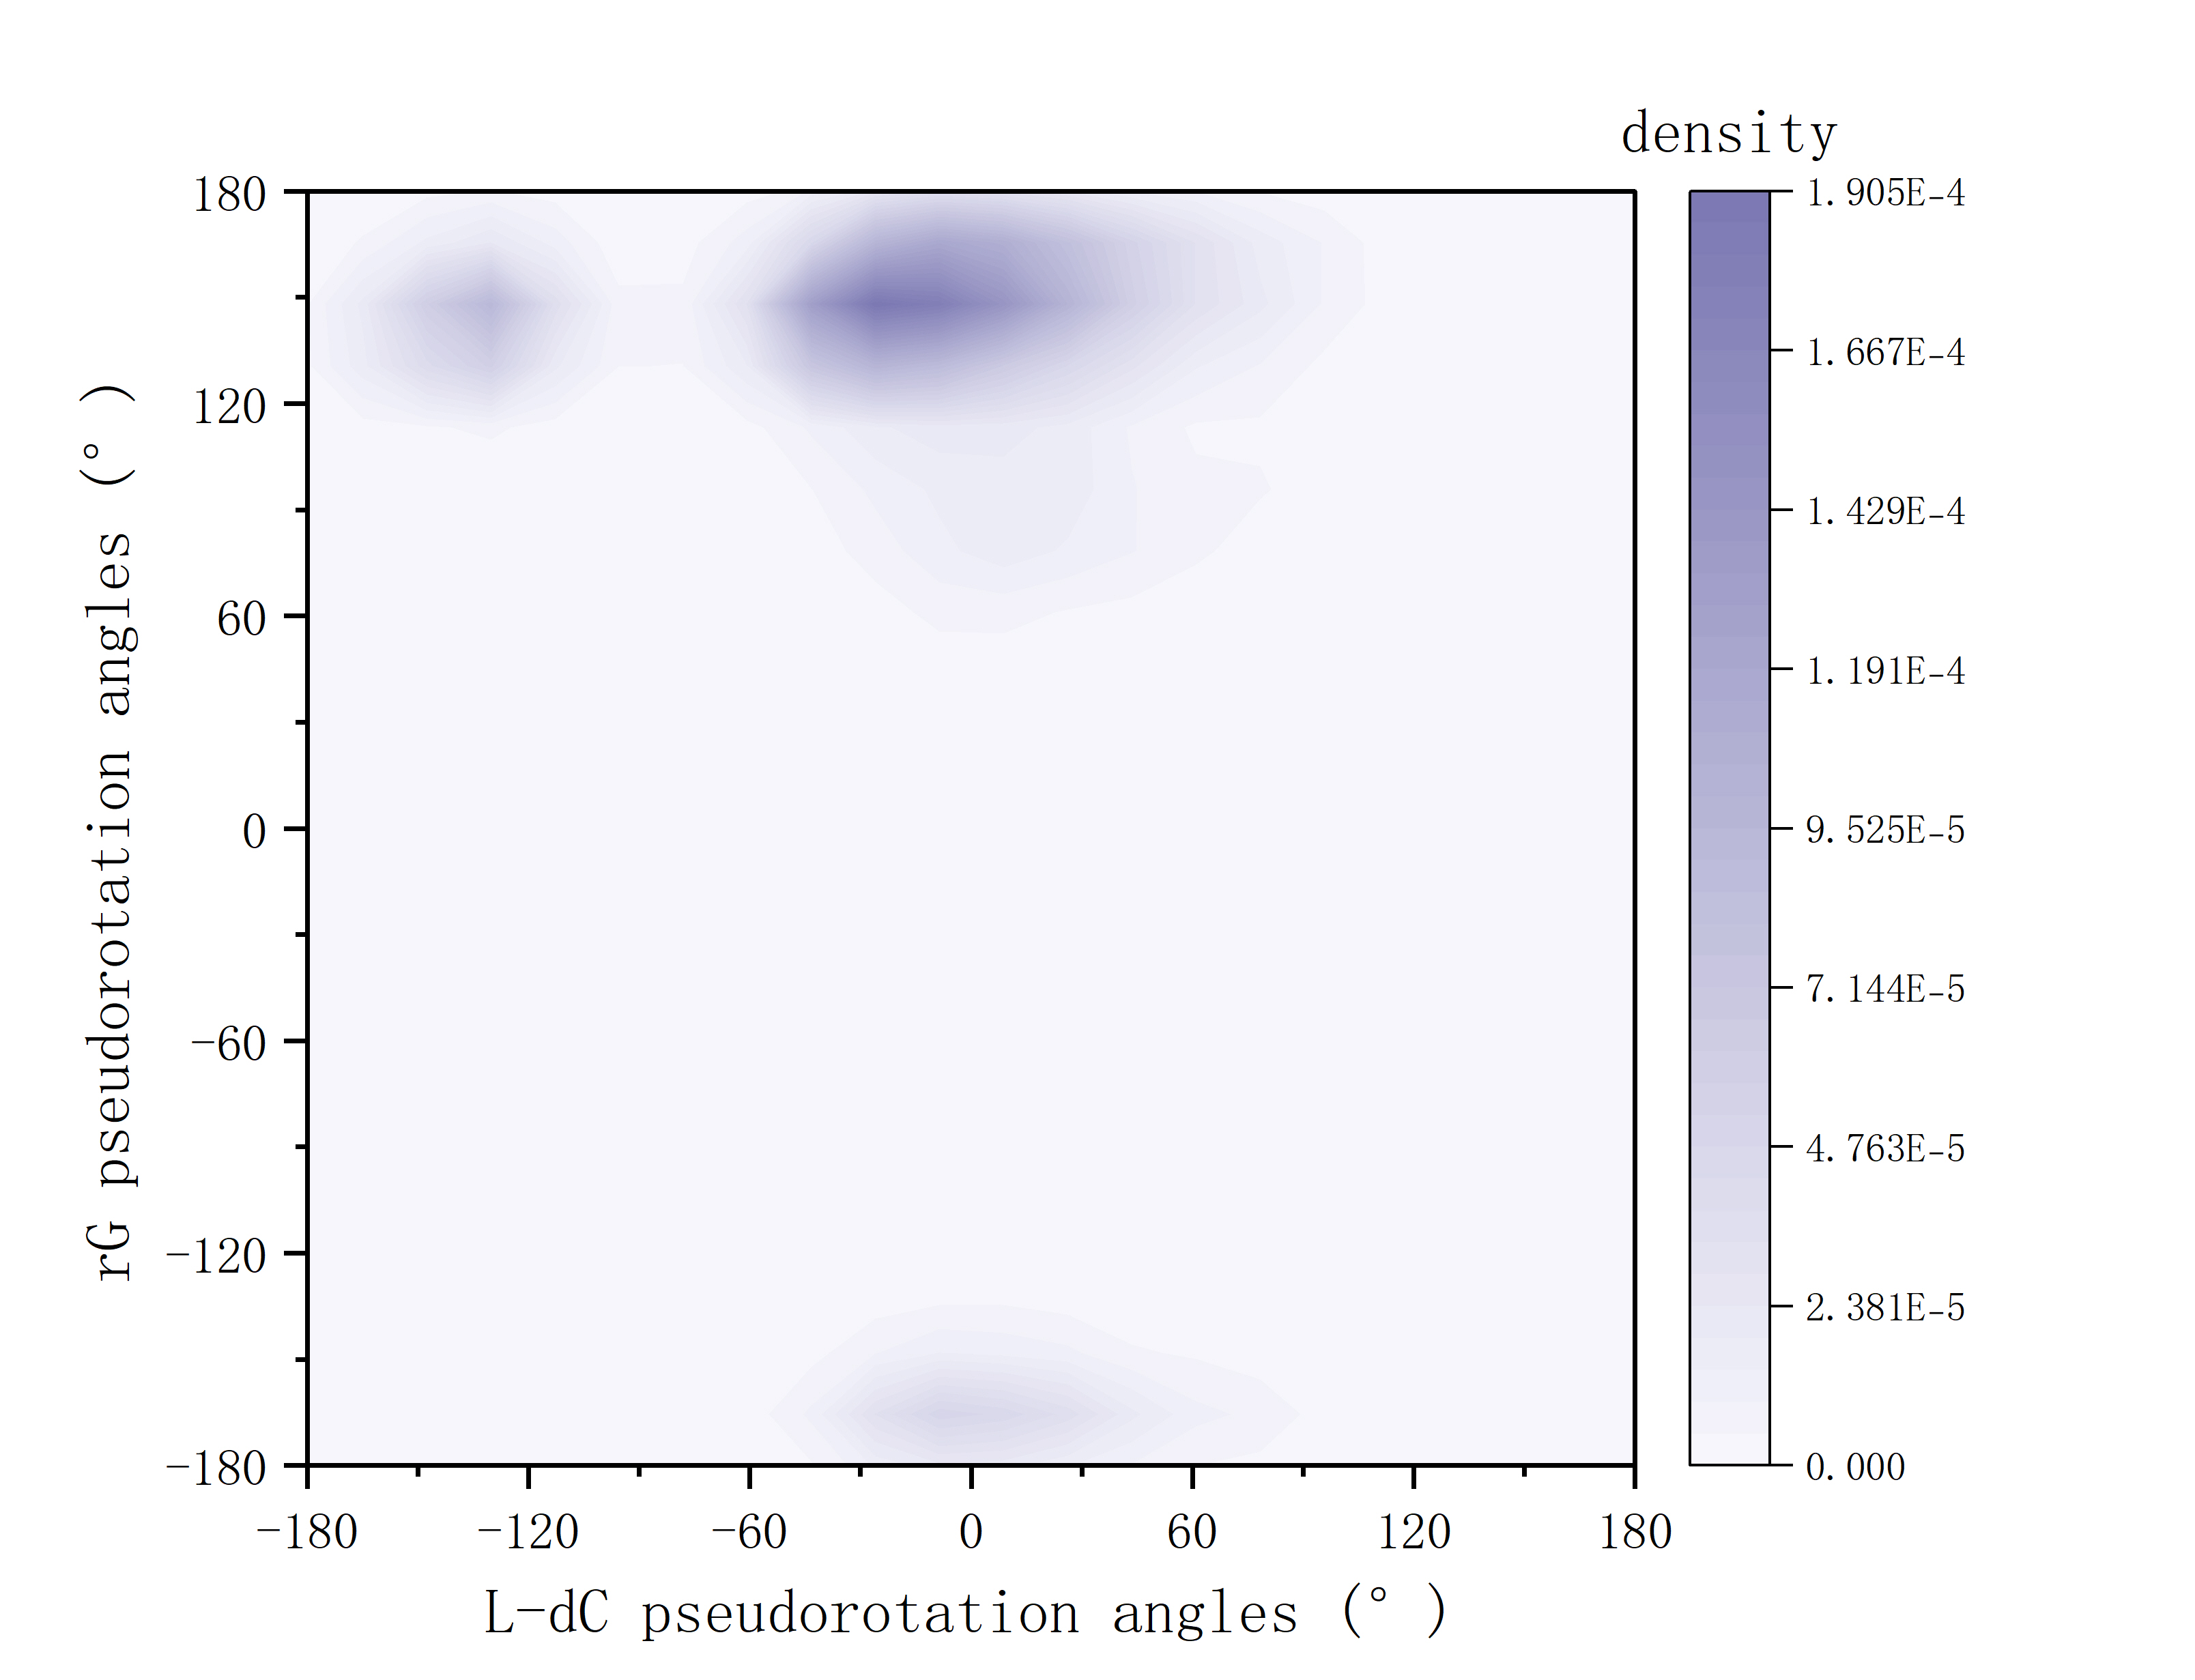 density
180
120
60
0
-60
-120
-180
rG pseudorotation angles (° )
-180
-120
-60
0
60
120
180
L-dC pseudorotation angles (° )
1.905E-4
1.667E-4
1.429E-4
1.191E-4
9.525E-5
7.144E-5
4.763E-5
2.381E-5
0.000